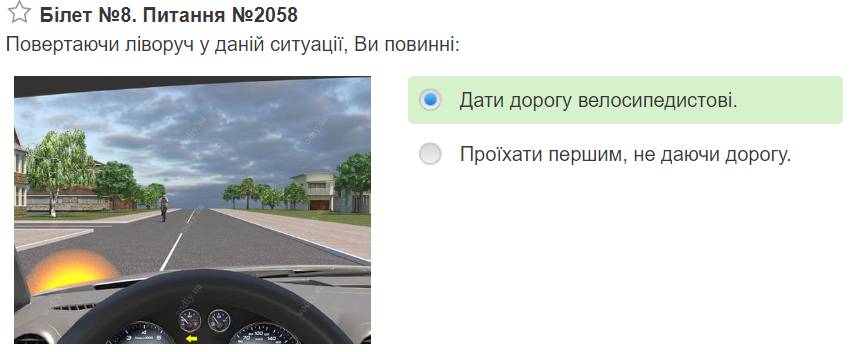 Білет №8. Питання №2058
Повертаючи ліворуч у даній ситуації, Ви повинні:
Дати дорогу велосипедистові.
Проїхати першим, не даючи дорогу.